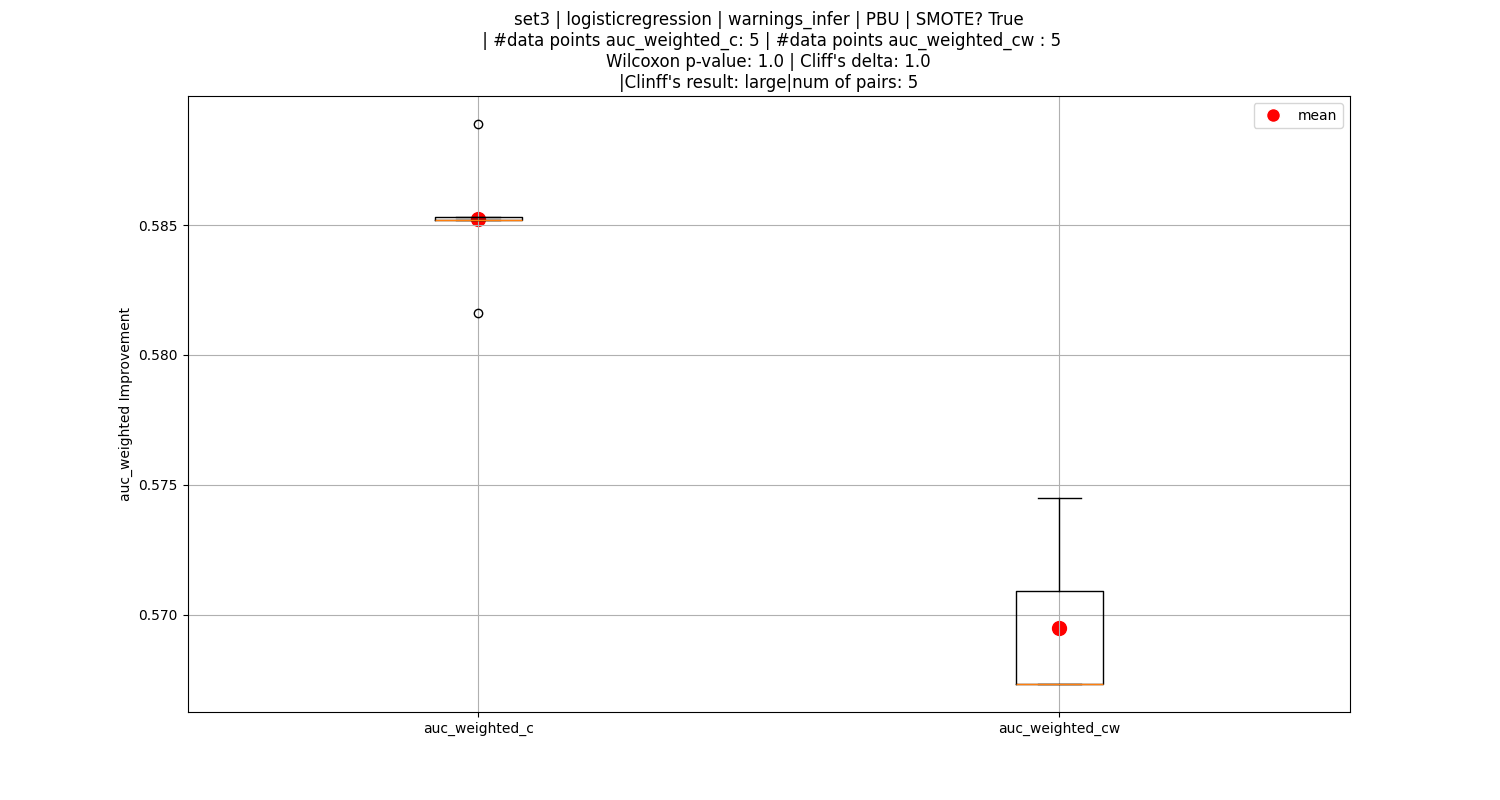 set3 | logisticregression | warnings_infer | PBU | SMOTE? True
| #data points auc_weighted_c: 5 | #data points auc_weighted_cw : 5
Wilcoxon p-value: 1.0 | Cliff's delta: 1.0
|Clinff's result: large|num of pairs: 5
mean
auc_weighted Improvement
0.585
0.580
0.575
0.570
auc_weighted_c
auc_weighted_cw